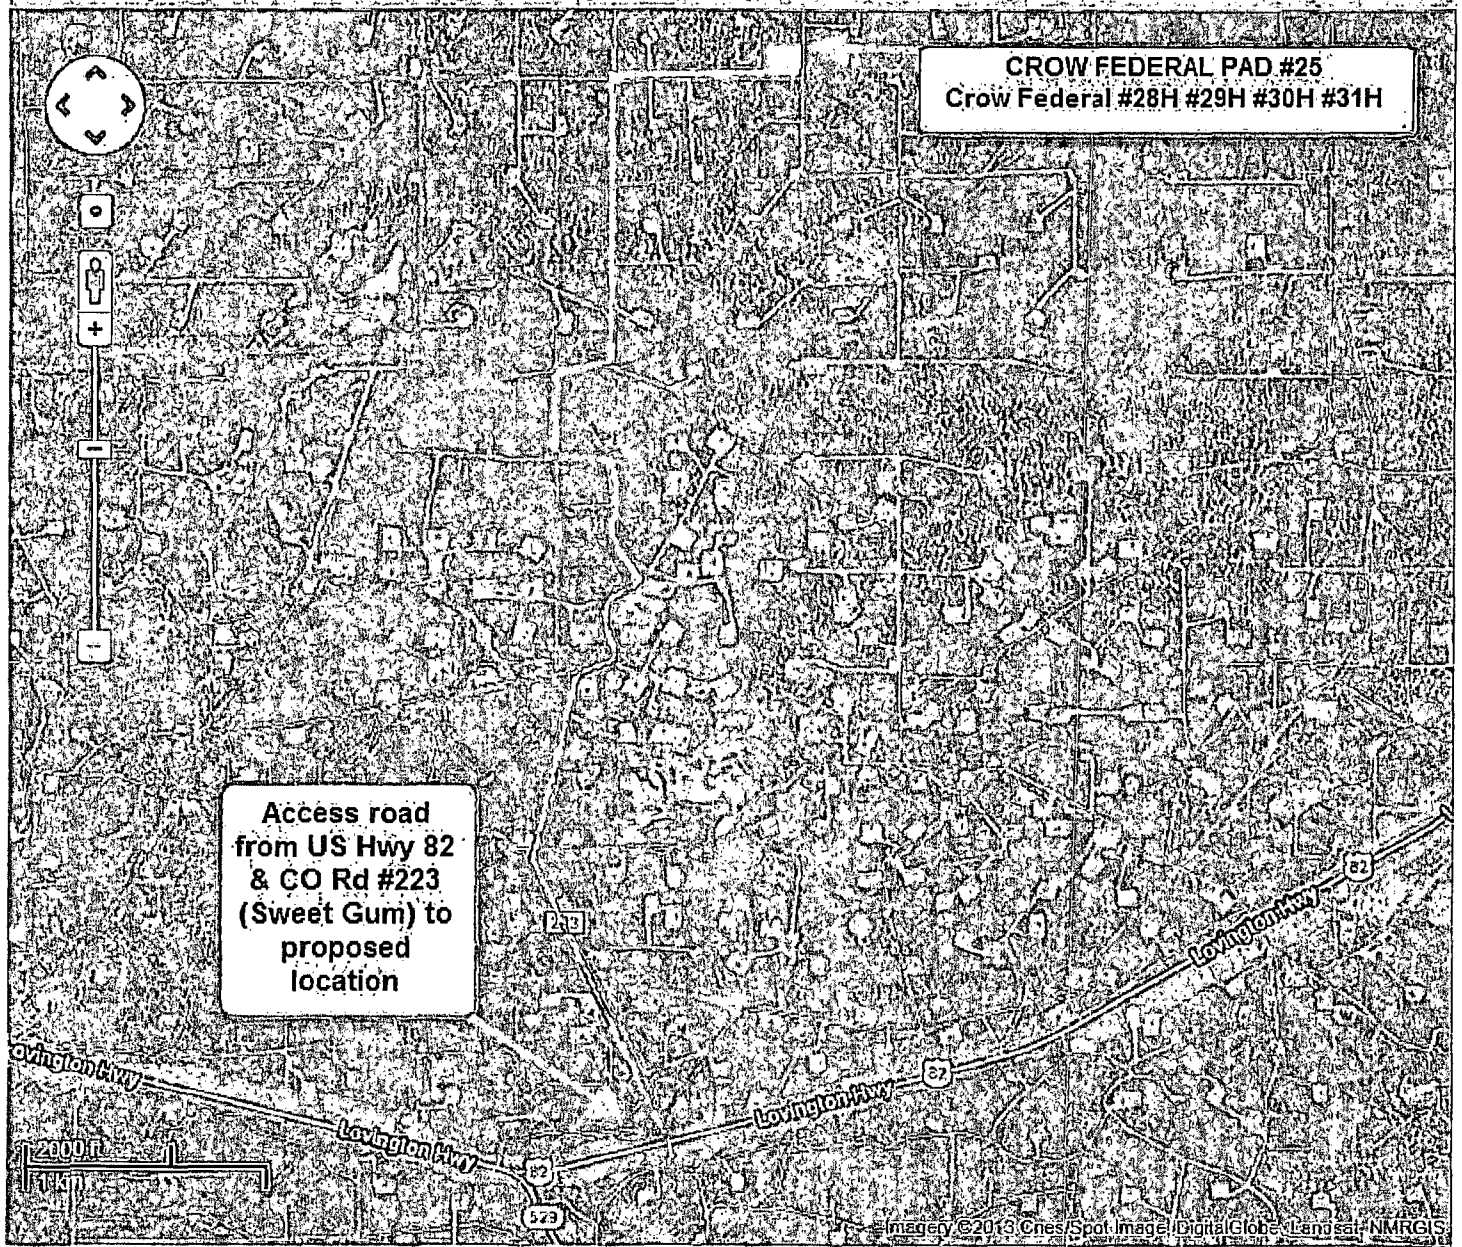 CROW FEDERAL PAD #25
Crow Federal #28H #29H #30H #31H
Access road
from US Hwy 82
& CO Rd #223
(Sweet Gum) to
proposed
location
82
Lovington Hwy
ovington Hwy
82
Lovington Hwy
Lovington Hwy
2000 ft
1 km
82
529
Imagery ©2013 Cnes/Spot Image, DigitalGlobe, Landsat, NMRGIS